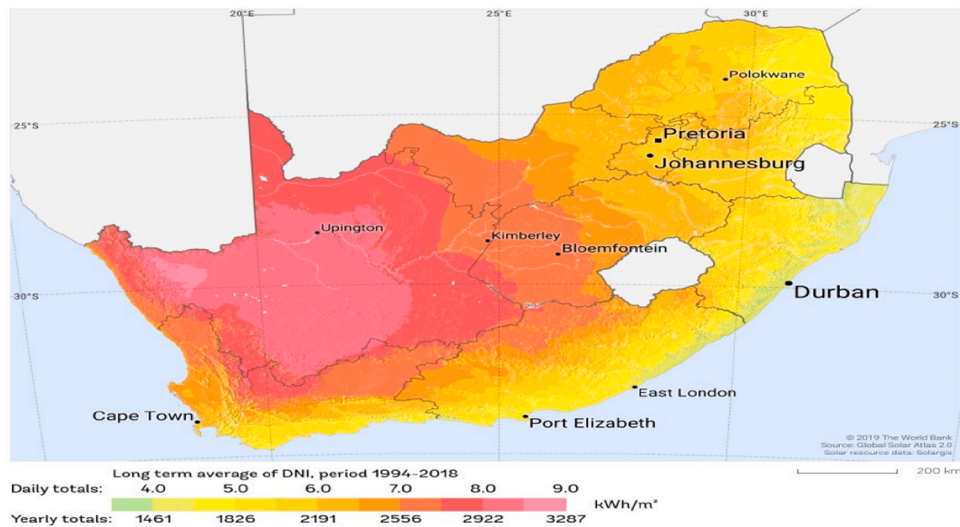 20°E 25°E 30°E
Polokwane
25°S 25°S
Pretoria
Johannesburg
Upington
Kimberley
Bloemfontein
30°S 30°S
Durban
East London
Cape Town
Port Elizabeth
© 2019 The World Bank
Source: Global Solar Atlas 2.0
Solar resource data: Solargis
Long term average of DNI, period 1994-2018
200 km
Daily totals: 4.0 5.0 6.0 7.0 8.0 9.0
kWh/m²
Yearly totals: 1461 1826 2191 2556 2922 3287